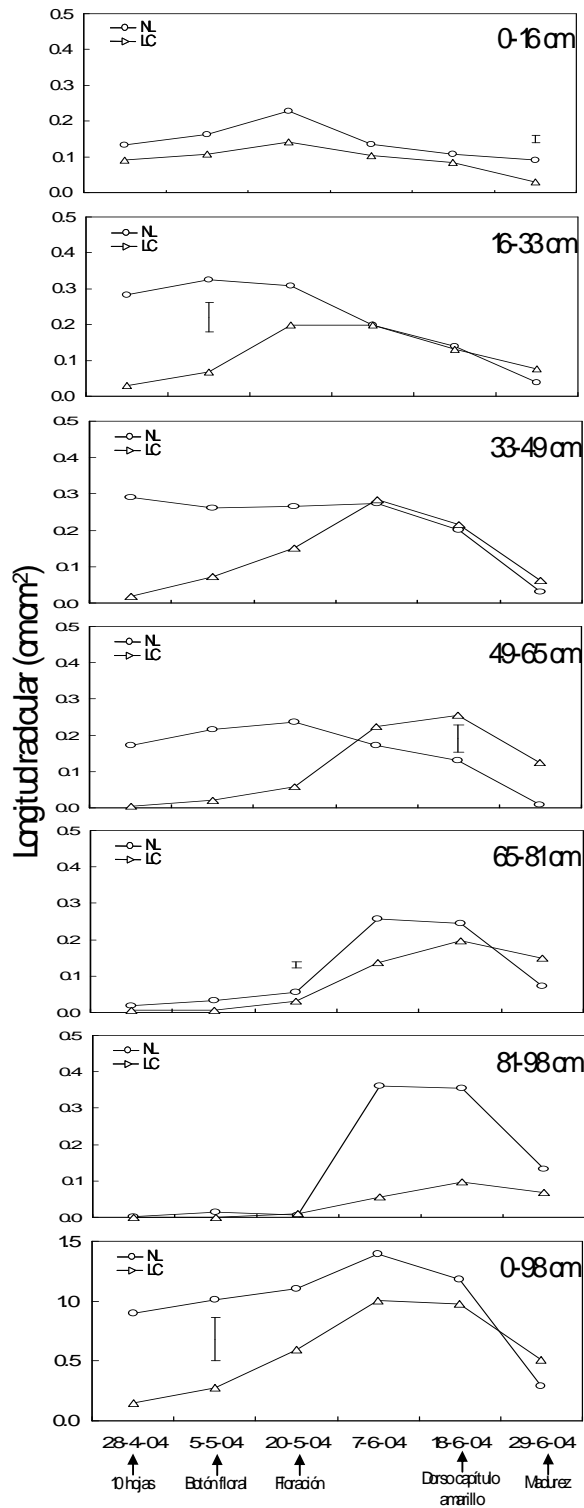 0.5
0.4
0.3
0.2
0.1
0.0
NL
LC
0-16 cm
0.5
0.4
0.3
0.2
0.1
0.0
NL
LC
16-33 cm
0.5
0.4
0.3
0.2
0.1
0.0
NL
LC
33-49 cm
0.5
0.4
0.3
0.2
0.1
0.0
NL
LC
49-65 cm
0.5
0.4
0.3
0.2
0.1
0.0
NL
LC
65-81 cm
0.5
0.4
0.3
0.2
0.1
0.0
NL
LC
81-98 cm
1.5
1.0
0.5
0.0
NL
LC
0-98 cm
Longitud radicular (cm cm²)
28-4-04 5-5-04 20-5-04 7-6-04 18-6-04 29-6-04
10 hojas Botón floral Floración Dorso capítulo Madurez
amarillo